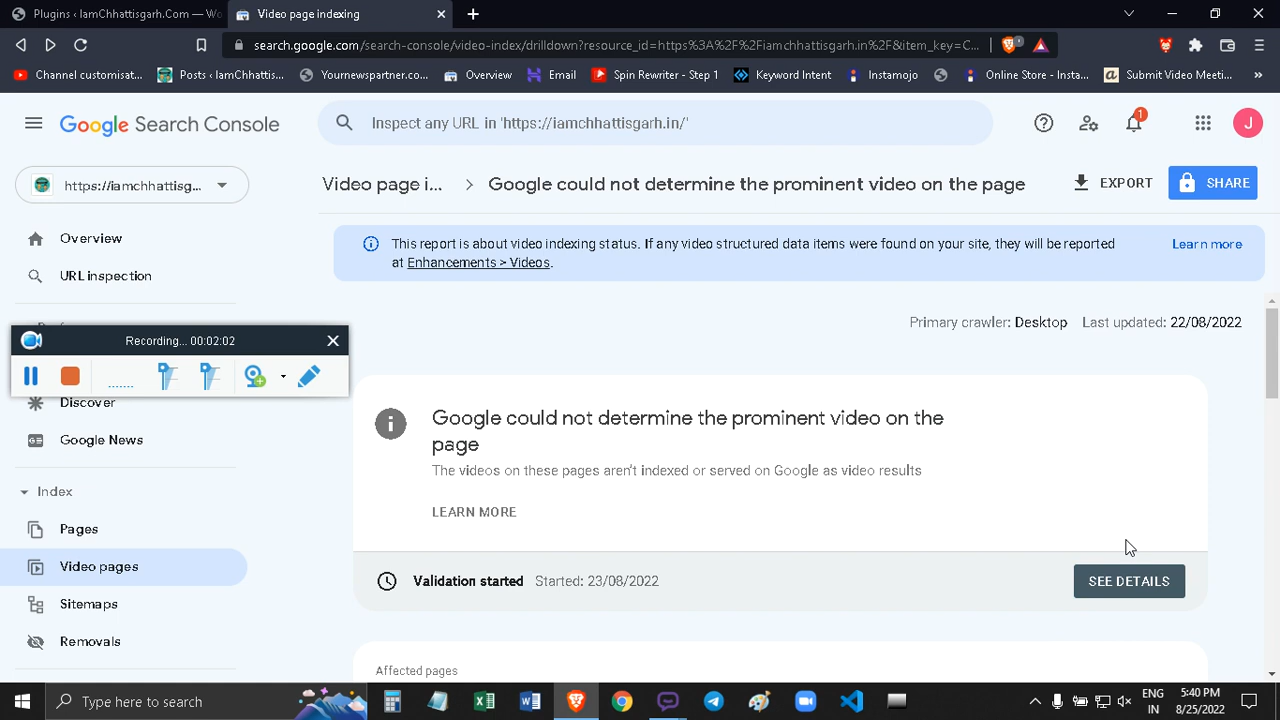 Plugins ‹ IamChhattisgarh.Com — Wo
Video page indexing
search.google.com/search-console/video-index/drilldown?resource_id=https%3A%2F%2Fiamchhattisgarh.in%2F&item_key=C...
Channel customisat...
Posts ‹ IamChhattis...
Yournewspartner.c...
Overview
Email
Spin Rewriter - Step 1
Keyword Intent
Instamojo
Online Store - Insta...
Submit Video Meeti...
Google Search Console
Inspect any URL in 'https://iamchhattisgarh.in/'
1
J
https://iamchhattisg...
Video page i...
Google could not determine the prominent video on the page
EXPORT
SHARE
Overview
URL inspection
This report is about video indexing status. If any video structured data items were found on your site, they will be reported
at Enhancements > Videos.
Learn more
Primary crawler: Desktop
Last updated: 22/08/2022
Recording... 00:02:02
Discover
Google News
Index
Pages
Video pages
Sitemaps
Removals
Google could not determine the prominent video on the
page
The videos on these pages aren't indexed or served on Google as video results
LEARN MORE
Validation started
Started: 23/08/2022
SEE DETAILS
Affected pages
Type here to search
ENG
IN
5:40 PM
8/25/2022